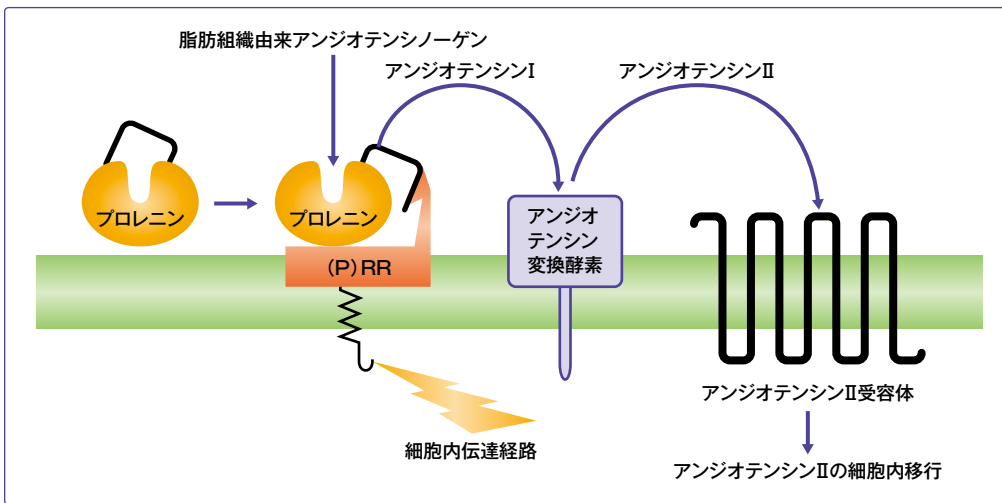 脂肪組織由来アンジオテンシノーゲン
アンジオテンシンⅠ
アンジオテンシンⅡ
プロレニン
プロレニン
アンジオ
テンシン
変換酵素
(P)RR
アンジオテンシンⅡ受容体
細胞内伝達経路
アンジオテンシンⅡの細胞内移行